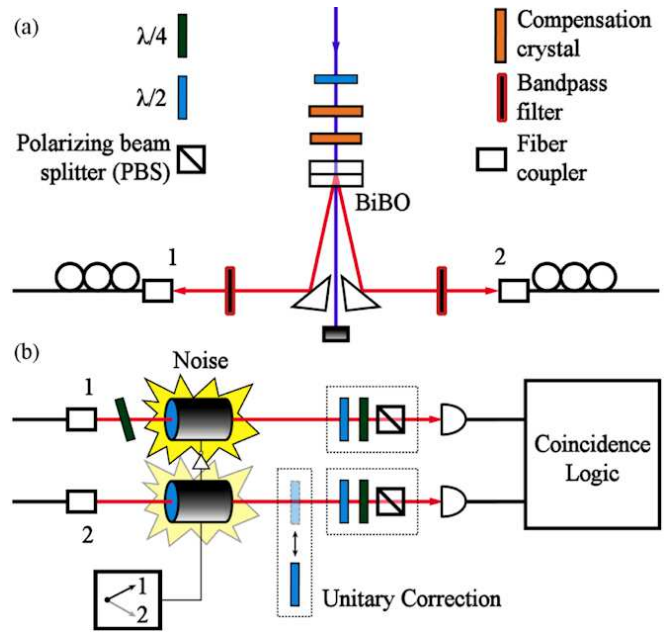 (a)
λ/4
λ/2
Polarizing beam
splitter (PBS)
Compensation
crystal
Bandpass
filter
Fiber
coupler
BiBO
1
2
(b)
Noise
1
2
1
2
Unitary Correction
Coincidence
Logic